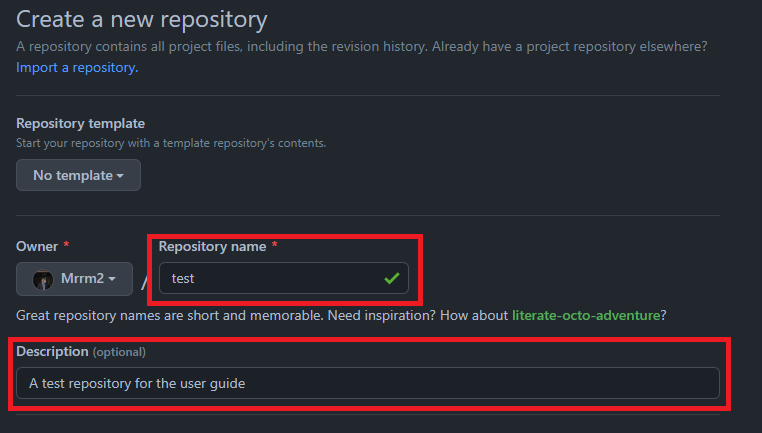 Create a new repository
A repository contains all project files, including the revision history. Already have a project repository elsewhere?
Import a repository.
Repository template
Start your repository with a template repository's contents.
No template
Owner * Repository name *
Mrrm2 / test
Great repository names are short and memorable. Need inspiration? How about literate-octo-adventure?
Description (optional)
A test repository for the user guide